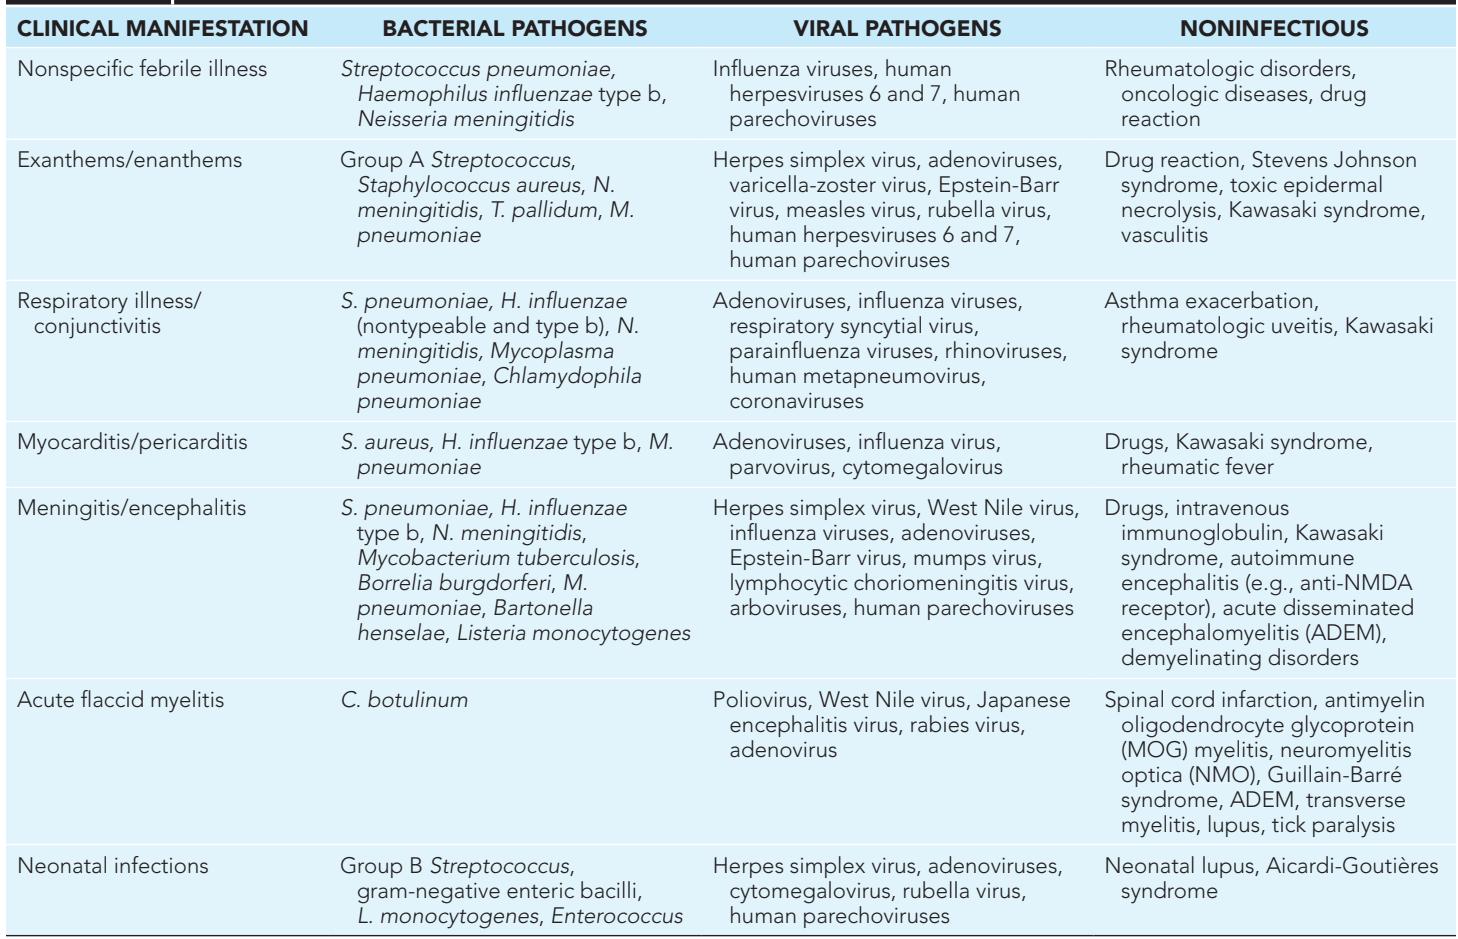 CLINICAL MANIFESTATION BACTERIAL PATHOGENS VIRAL PATHOGENS NONINFECTIOUS
Nonspecific febrile illness
Streptococcus pneumoniae,
Haemophilus influenzae type b,
Neisseria meningitidis
Influenza viruses, human
herpesviruses 6 and 7, human
parechoviruses
Rheumatologic disorders,
oncologic diseases, drug
reaction
Exanthems/enanthems
Group A Streptococcus,
Staphylococcus aureus, N.
meningitidis, T. pallidum, M.
pneumoniae
Herpes simplex virus, adenoviruses,
varicella-zoster virus, Epstein-Barr
virus, measles virus, rubella virus,
human herpesviruses 6 and 7,
human parechoviruses
Drug reaction, Stevens Johnson
syndrome, toxic epidermal
necrolysis, Kawasaki syndrome,
vasculitis
Respiratory illness/
conjunctivitis
S. pneumoniae, H. influenzae
(nontypeable and type b), N.
meningitidis, Mycoplasma
pneumoniae, Chlamydophila
pneumoniae
Adenoviruses, influenza viruses,
respiratory syncytial virus,
parainfluenza viruses, rhinoviruses,
human metapneumovirus,
coronaviruses
Asthma exacerbation,
rheumatologic uveitis, Kawasaki
syndrome
Myocarditis/pericarditis
S. aureus, H. influenzae type b, M.
pneumoniae
Adenoviruses, influenza virus,
parvovirus, cytomegalovirus
Drugs, Kawasaki syndrome,
rheumatic fever
Meningitis/encephalitis
S. pneumoniae, H. influenzae
type b, N. meningitidis,
Mycobacterium tuberculosis,
Borrelia burgdorferi, M.
pneumoniae, Bartonella
henselae, Listeria monocytogenes
Herpes simplex virus, West Nile virus,
influenza viruses, adenoviruses,
Epstein-Barr virus, mumps virus,
lymphocytic choriomeningitis virus,
arboviruses, human parechoviruses
Drugs, intravenous
immunoglobulin, Kawasaki
syndrome, autoimmune
encephalitis (e.g., anti-NMDA
receptor), acute disseminated
encephalomyelitis (ADEM),
demyelinating disorders
Acute flaccid myelitis
C. botulinum
Poliovirus, West Nile virus, Japanese
encephalitis virus, rabies virus,
adenovirus
Spinal cord infarction, antimyelin
oligodendrocyte glycoprotein
(MOG) myelitis, neuromyelitis
optica (NMO), Guillain-Barré
syndrome, ADEM, transverse
myelitis, lupus, tick paralysis
Neonatal infections
Group B Streptococcus,
gram-negative enteric bacilli,
L. monocytogenes, Enterococcus
Herpes simplex virus, adenoviruses,
cytomegalovirus, rubella virus,
human parechoviruses
Neonatal lupus, Aicardi-Goutières
syndrome